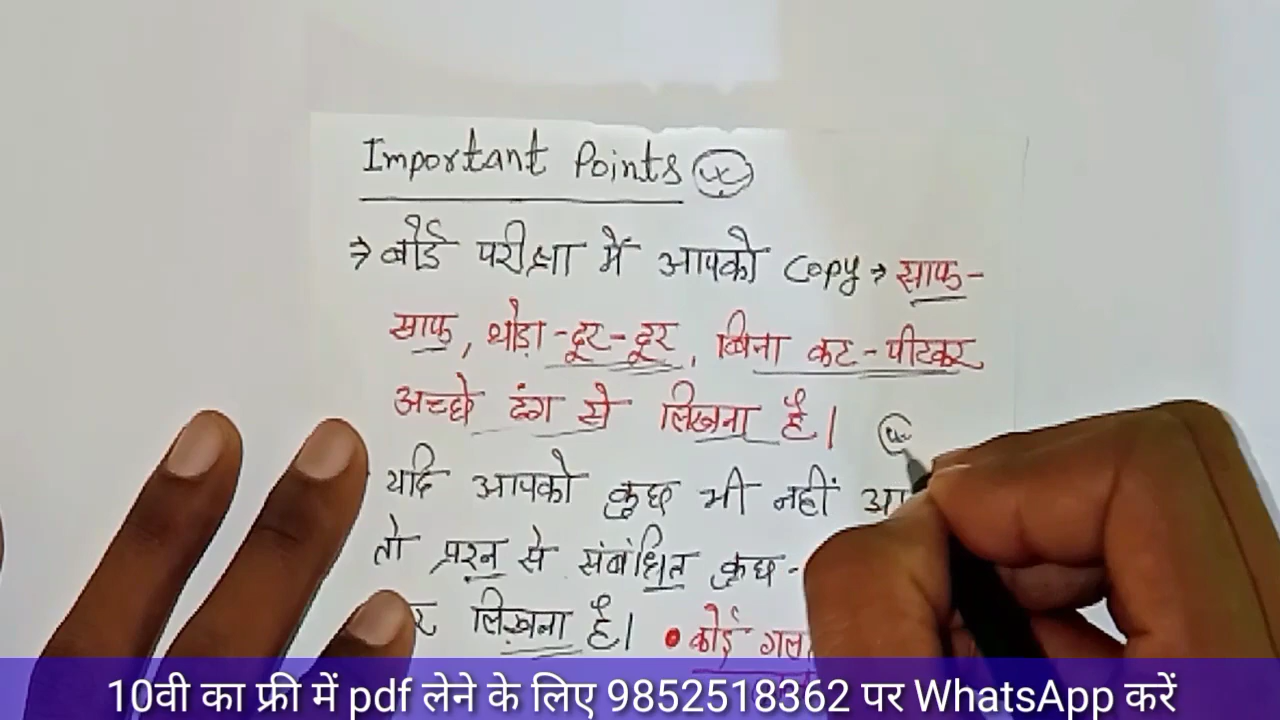 Important Points
⇒ बोर्ड परीक्षा में आपको Copy → साफ-
साफ, थोड़ा-दूर-दूर, बिना कट-पीटकर
अच्छे ढंग से लिखना है।
यदि आपको कुछ भी नहीं
तो प्रश्न से संबंधित कुछ-
लिखना है। • कोई
10वी का फ्री में pdf लेने के लिए 9852518362 पर WhatsApp करें